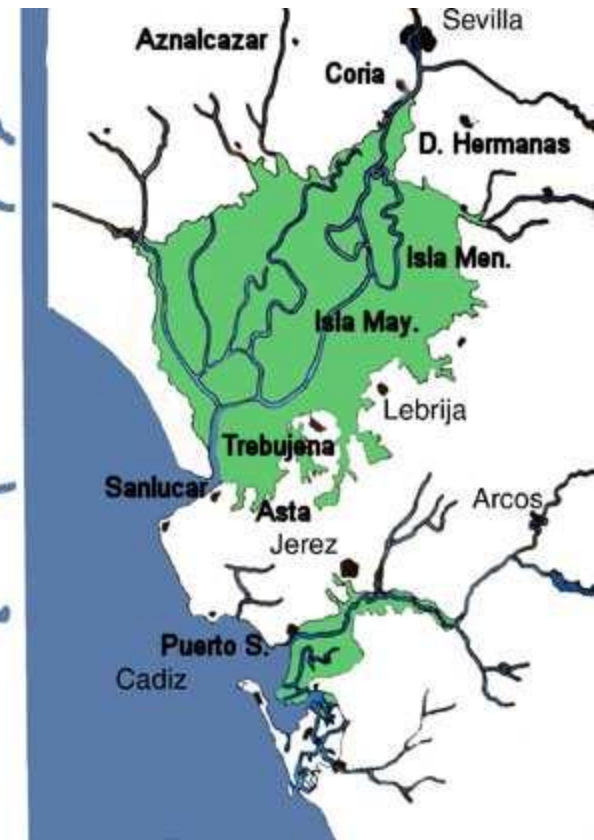 Sevilla
Aznalcazar
Coria
D. Hermanas
Isla Men.
Isla May.
Lebrija
Trebujena
Sanlucar
Arcos
Asta
Jerez
Puerto S.
Cadiz